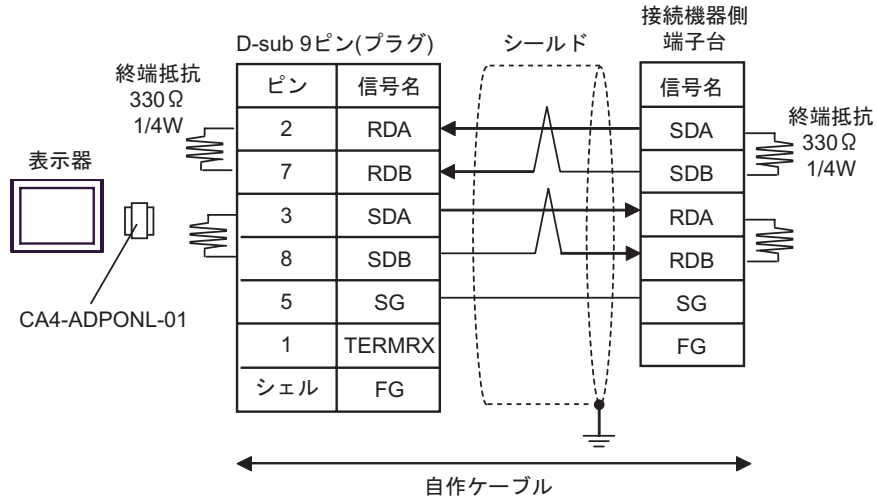 接続機器側
端子台
D-sub 9ピン(プラグ)
シールド
終端抵抗
330Ω
1/4W
ピン 信号名
2 RDA
7 RDB
3 SDA
8 SDB
5 SG
1 TERMRX
シェル FG
信号名
SDA
SDB
RDA
RDB
SG
FG
終端抵抗
330Ω
1/4W
表示器
CA4-ADPONL-01
自作ケーブル